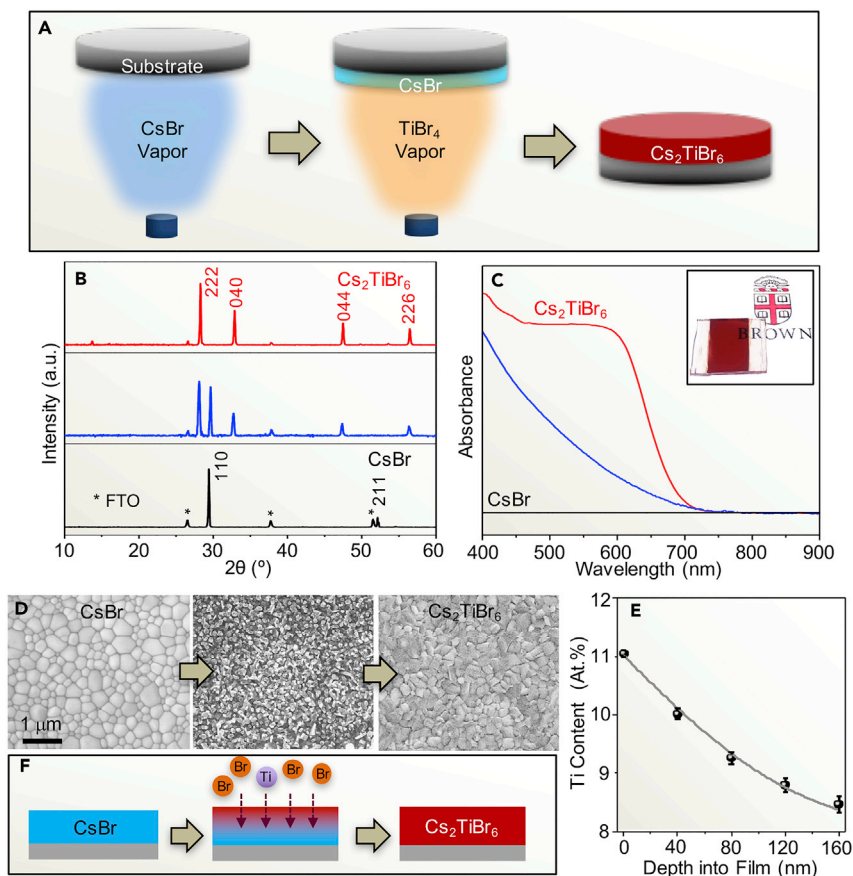 A
Substrate
CsBr
Vapor
CsBr
TiBr4
Vapor
Cs2TiBr6
B
Intensity (a.u.)
222
040
Cs2TiBr6
044
226
110
CsBr
* FTO
*
*
*
211
10 20 30 40 50 60
2θ (º)
C
Absorbance
Cs2TiBr6
BROWN
CsBr
400 500 600 700 800 900
Wavelength (nm)
D
CsBr
Cs2TiBr6
1 μm
E
Ti Content (At.%)
12
11
10
9
8
0 40 80 120 160
Depth into Film (nm)
F
Br Br Ti Br Br
CsBr
Cs2TiBr6